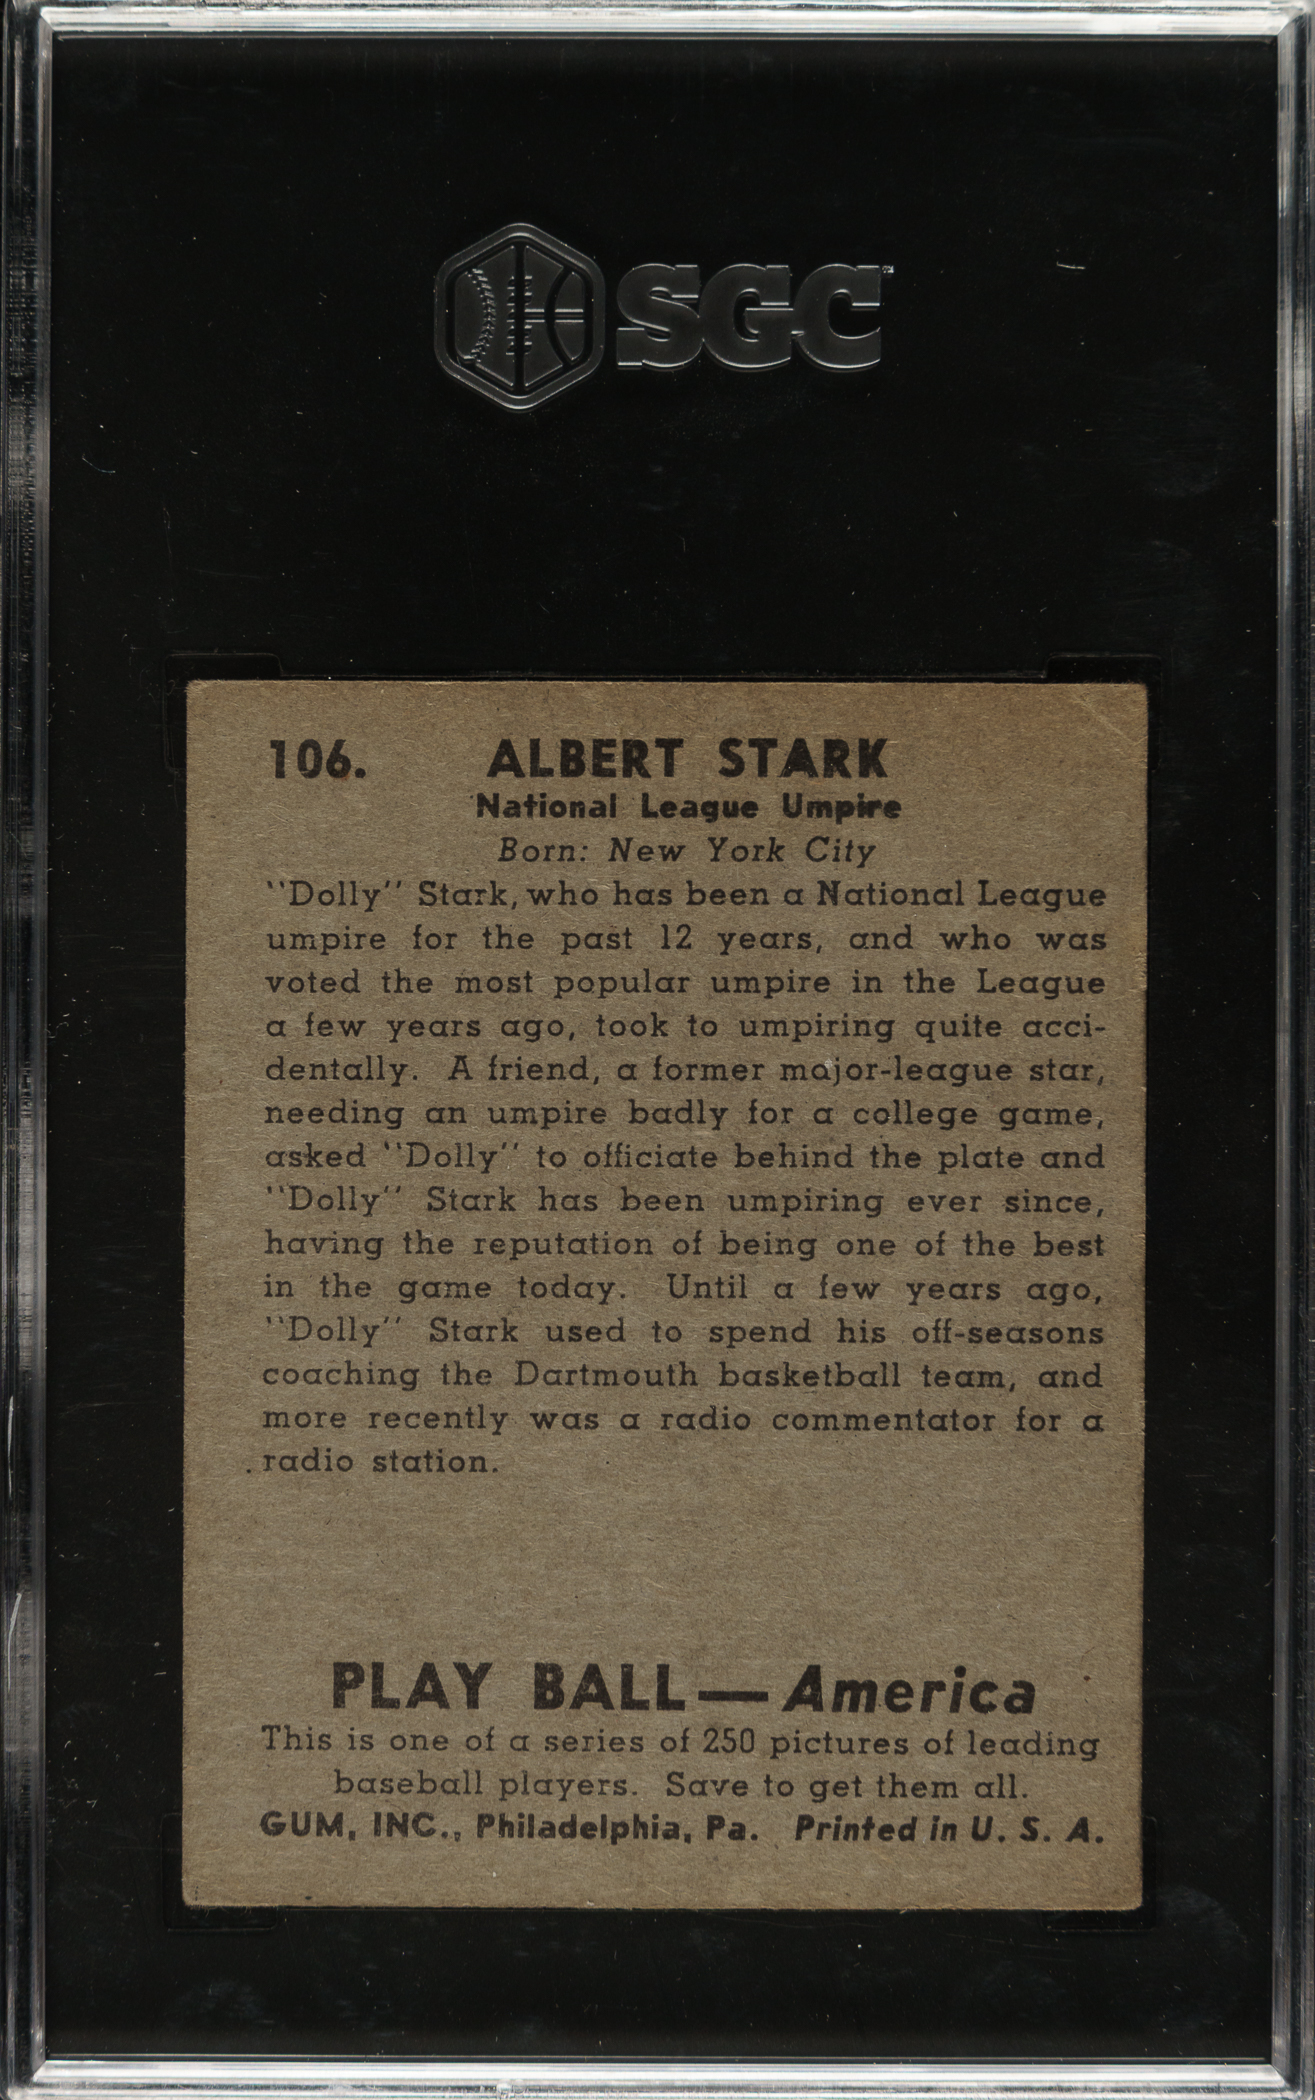 SGC™
106. ALBERT STARK
National League Umpire
Born: New York City
"Dolly" Stark, who has been a National League
umpire for the past 12 years, and who was
voted the most popular umpire in the League
a few years ago, took to umpiring quite acci-
dentally. A friend, a former major-league star,
needing an umpire badly for a college game,
asked "Dolly" to officiate behind the plate and
"Dolly" Stark has been umpiring ever since,
having the reputation of being one of the best
in the game today. Until a few years ago,
"Dolly" Stark used to spend his off-seasons
coaching the Dartmouth basketball team, and
more recently was a radio commentator for a
radio station.
PLAY BALL—America
This is one of a series of 250 pictures of leading
baseball players. Save to get them all.
GUM, INC., Philadelphia, Pa. Printed in U. S. A.